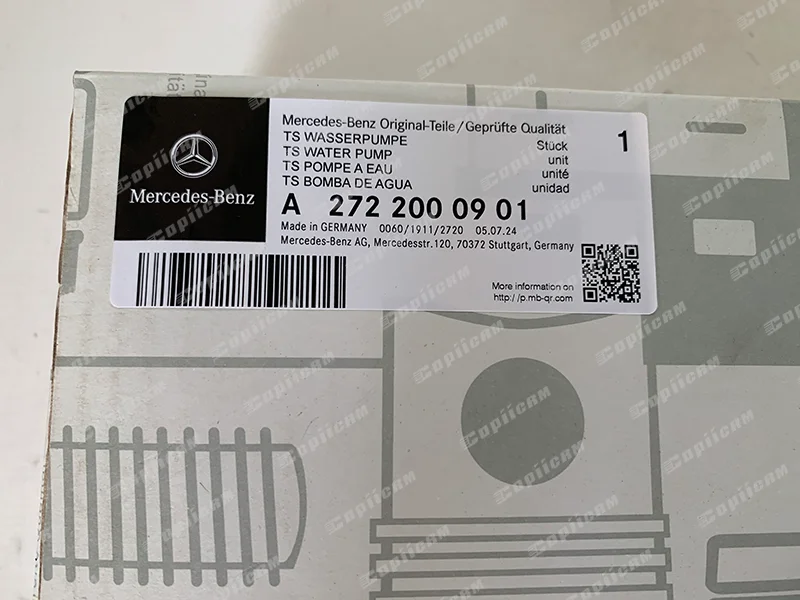 Mercedes-Benz Original-Teile/Geprüfte Qualität
TS WASSERPUMPE Stück
TS WATER PUMP unit
TS POMPE A EAU unité
TS BOMBA DE AGUA unidad
1
Mercedes-Benz
A 272 200 09 01
Made in GERMANY 0060/1911/2720 05.07.24
Mercedes-Benz AG, Mercedesstr.120, 70372 Stuttgart, Germany
More information on
http://p.mb-qr.com
CopiiCAM